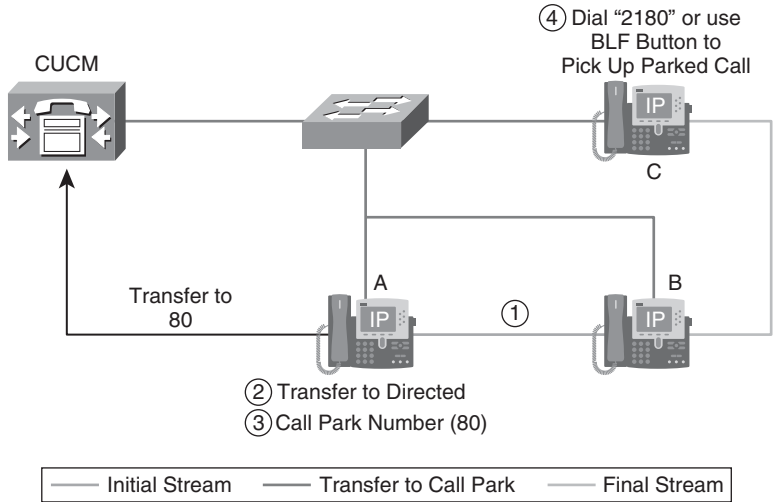 ④ Dial “2180” or use
BLF Button to
Pick Up Parked Call
CUCM
IP
C
Transfer to
80
A
IP
①
B
IP
② Transfer to Directed
③ Call Park Number (80)
Initial Stream
Transfer to Call Park
Final Stream